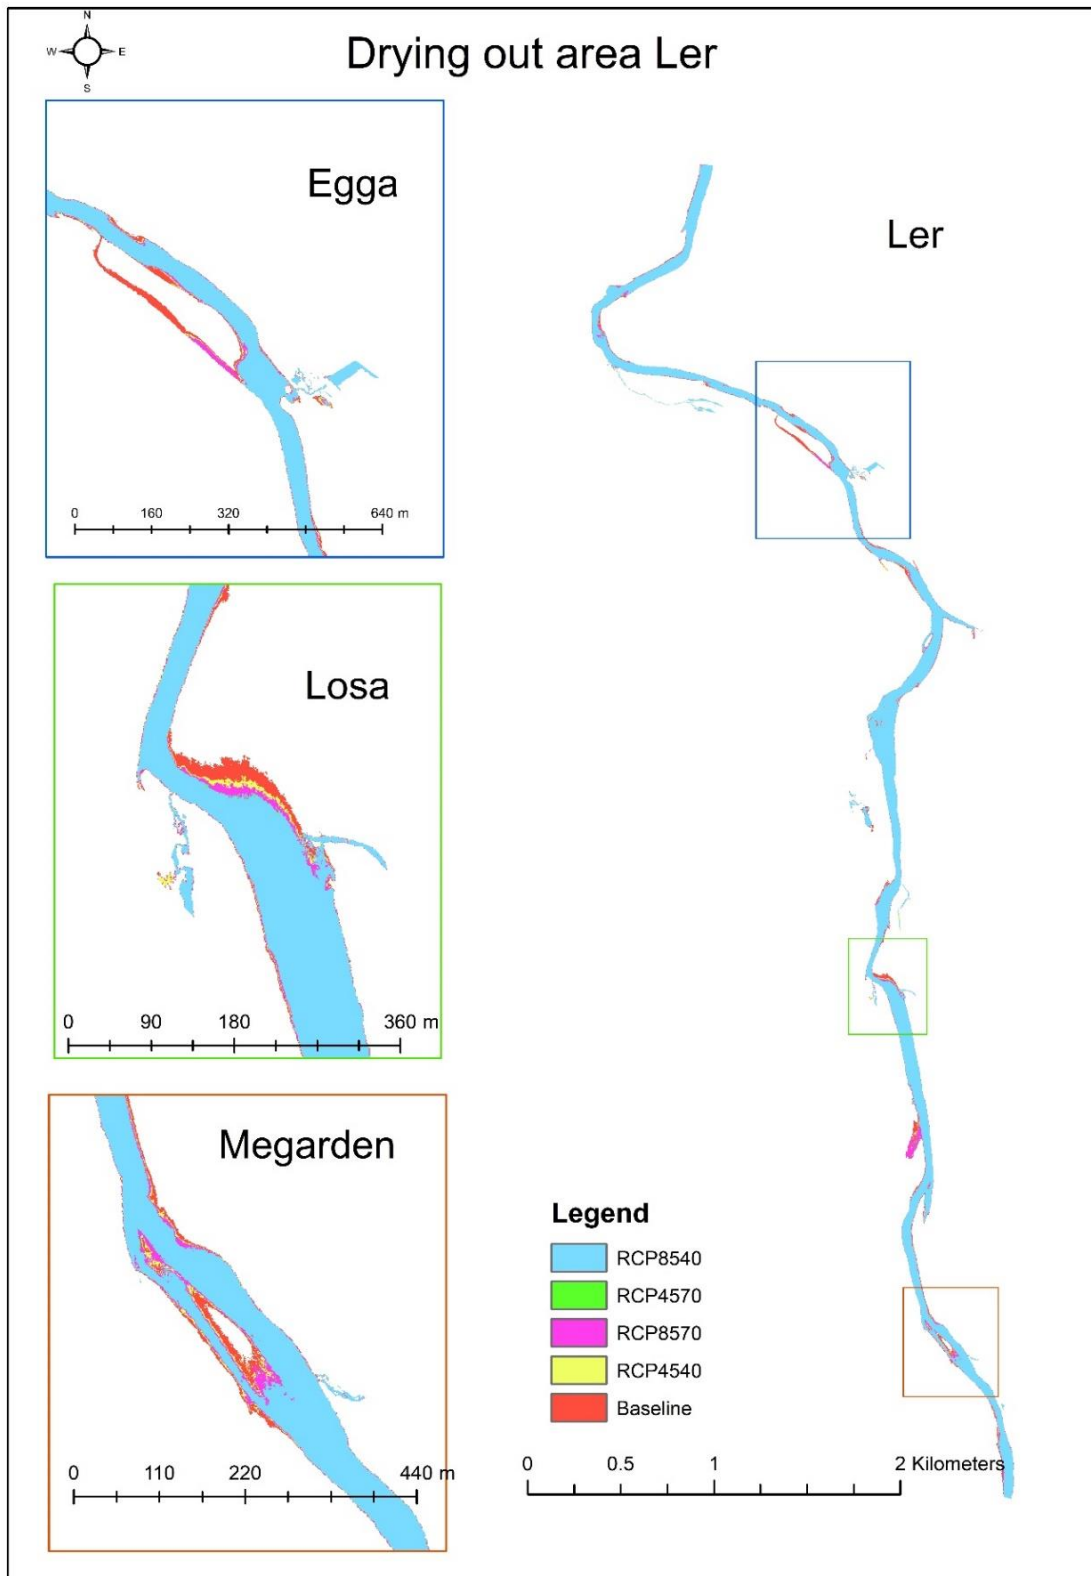 N
W E
S
Drying out area Ler
Egga
0 160 320 640 m
Ler
Losa
0 90 180 360 m
Megarden
0 110 220 440 m
Legend
RCP8540
RCP4570
RCP8570
RCP4540
Baseline
0 0.5 1 2 Kilometers